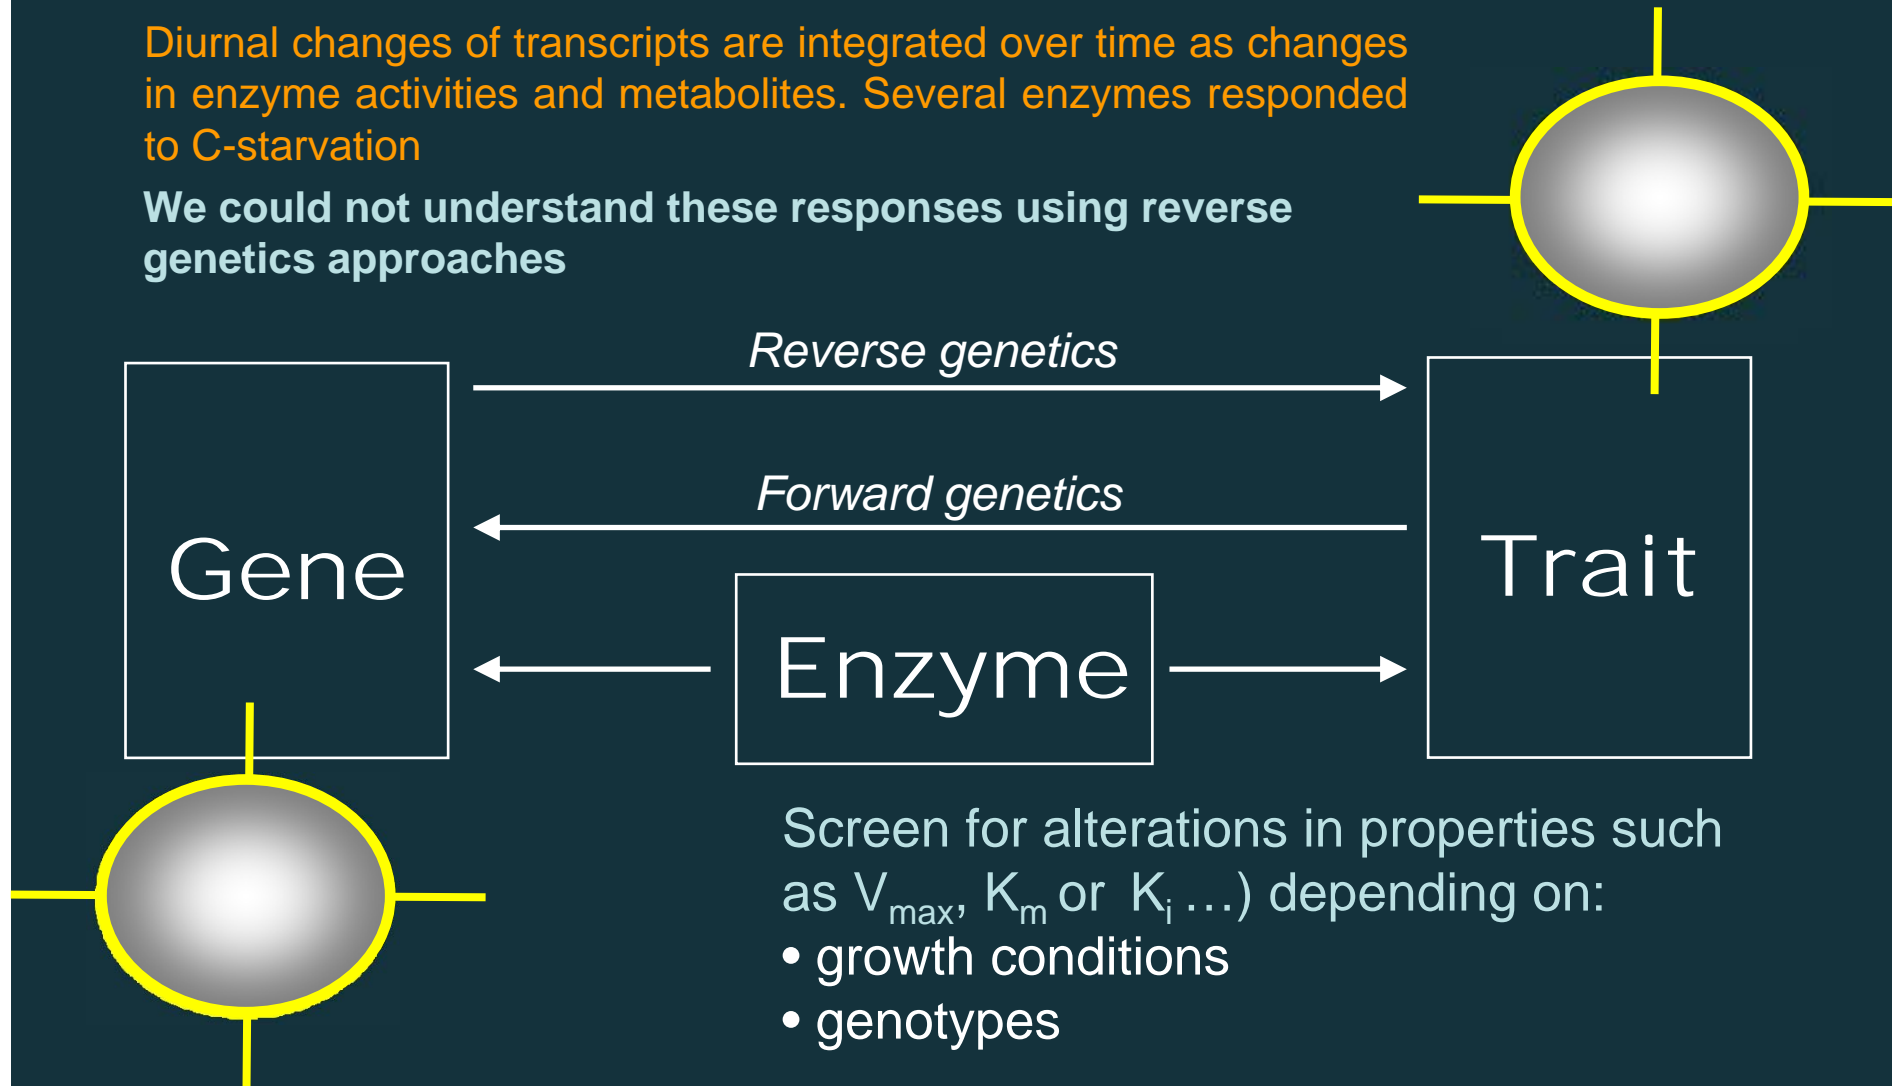 Diurnal changes of transcripts are integrated over time as changes
in enzyme activities and metabolites. Several enzymes responded
to C-starvation
We could not understand these responses using reverse
genetics approaches
Reverse genetics
Forward genetics
Gene
Trait
Enzyme
Screen for alterations in properties such
as Vmax, Km or Ki …) depending on:
• growth conditions
• genotypes